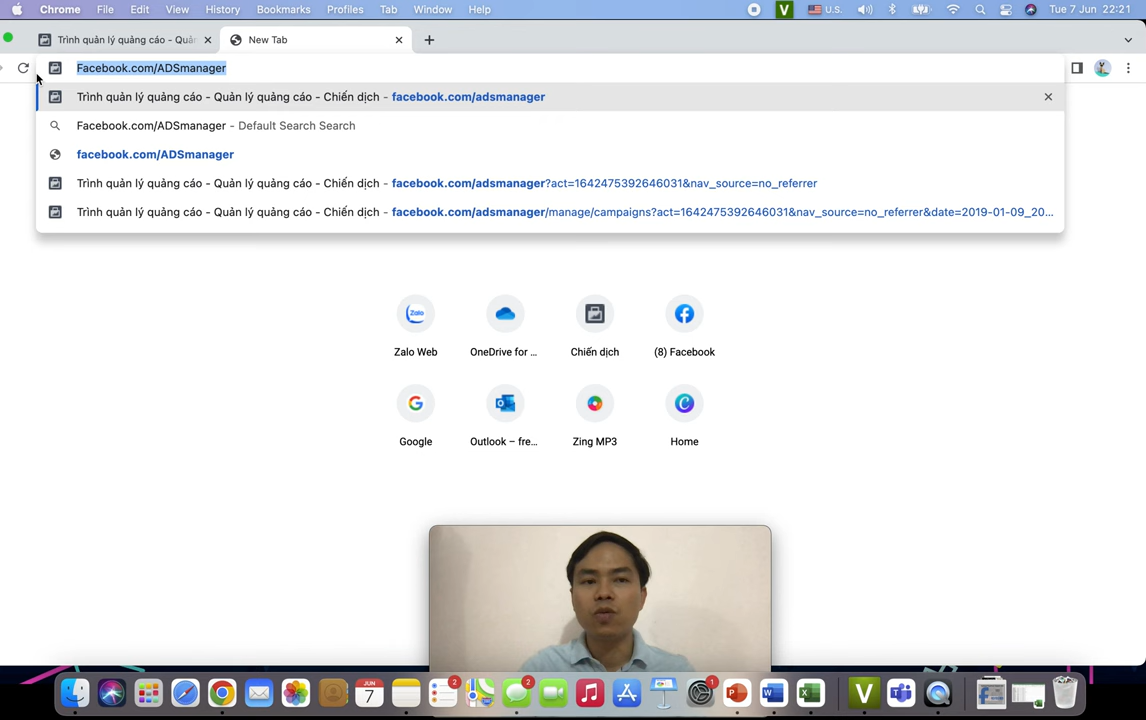 Chrome File Edit View History Bookmarks Profiles Tab Window Help V U.S. Tue 7 Jun 22:21
Trình quản lý quảng cáo - Quản New Tab
Facebook.com/ADSmanager
Trình quản lý quảng cáo - Quản lý quảng cáo - Chiến dịch - facebook.com/adsmanager
Facebook.com/ADSmanager - Default Search Search
facebook.com/ADSmanager
Trình quản lý quảng cáo - Quản lý quảng cáo - Chiến dịch - facebook.com/adsmanager?act=1642475392646031&nav_source=no_referrer
Trình quản lý quảng cáo - Quản lý quảng cáo - Chiến dịch - facebook.com/adsmanager/manage/campaigns?act=1642475392646031&nav_source=no_referrer&date=2019-01-09_20...
Zalo
Zalo Web OneDrive for ... Chiến dịch (8) Facebook
Google Outlook – fre... Zing MP3 Home
JUN 2 2 1
7 P W X V